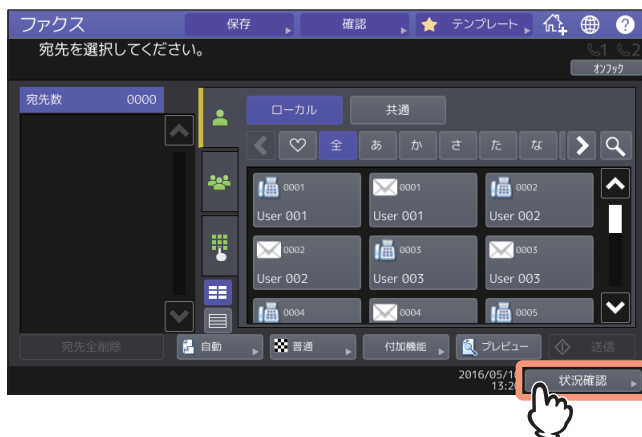 ファクス 保存 確認 テンプレート ?
宛先を選択してください。 1 2
オンフック
宛先数 0000
ローカル 共通
全 あ か さ た な
0001 0001 0002
User 001 User 001 User 002
0002 0003 0003
User 002 User 003 User 003
0004 0004 0005
宛先全削除 自動 普通 付加機能 プレビュー 送信
状況確認